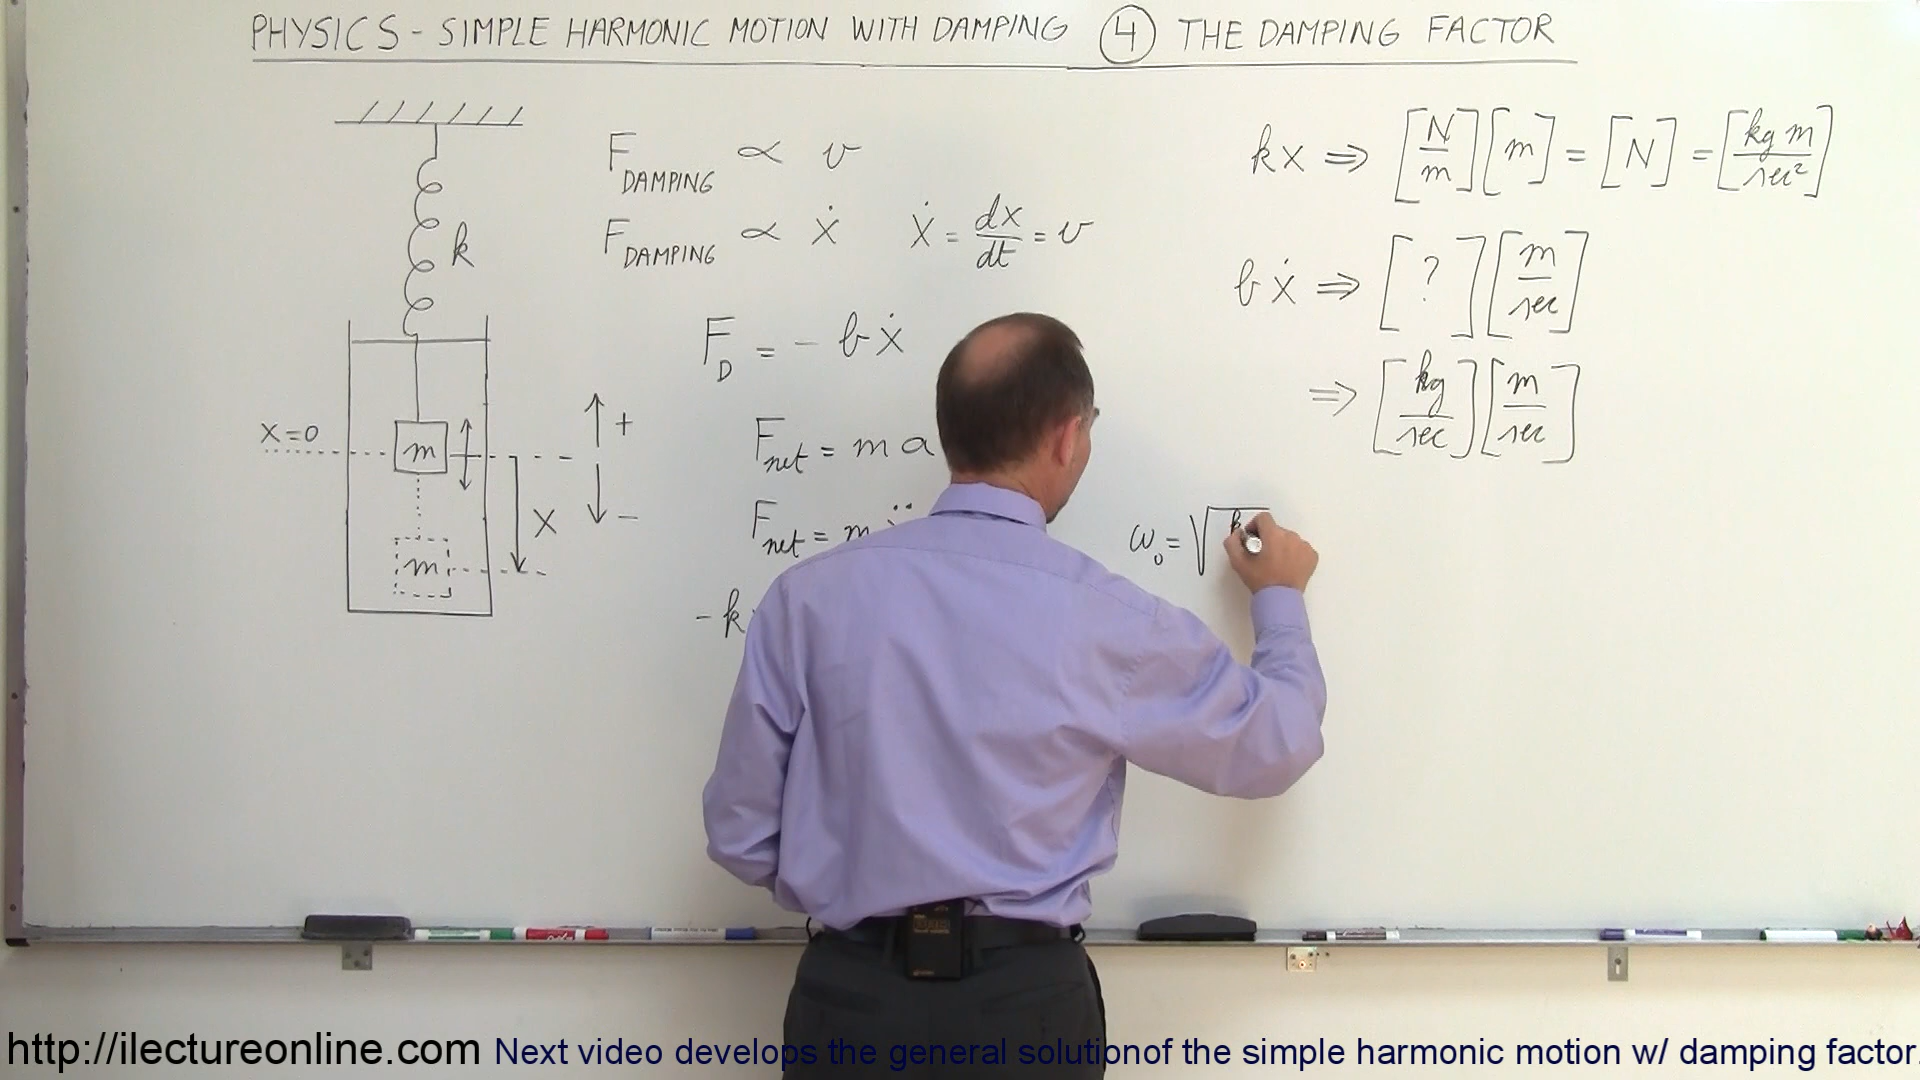 PHYSICS - SIMPLE HARMONIC MOTION WITH DAMPING ④ THE DAMPING FACTOR
k
x=0
m
+
−
x
m
F_DAMPING ∝ v
F_DAMPING ∝ ẋ ẋ = dx/dt = v
F_D = - bẋ
F_net = ma
F_net = mẍ
-k
kx ⇒ [N/m][m] = [N] = [kg m/sec²]
bẋ ⇒ [?][m/sec]
⇒ [kg/sec][m/sec]
ω₀ = √k
http://ilectureonline.com Next video develops the general solutionof the simple harmonic motion w/ damping factor.